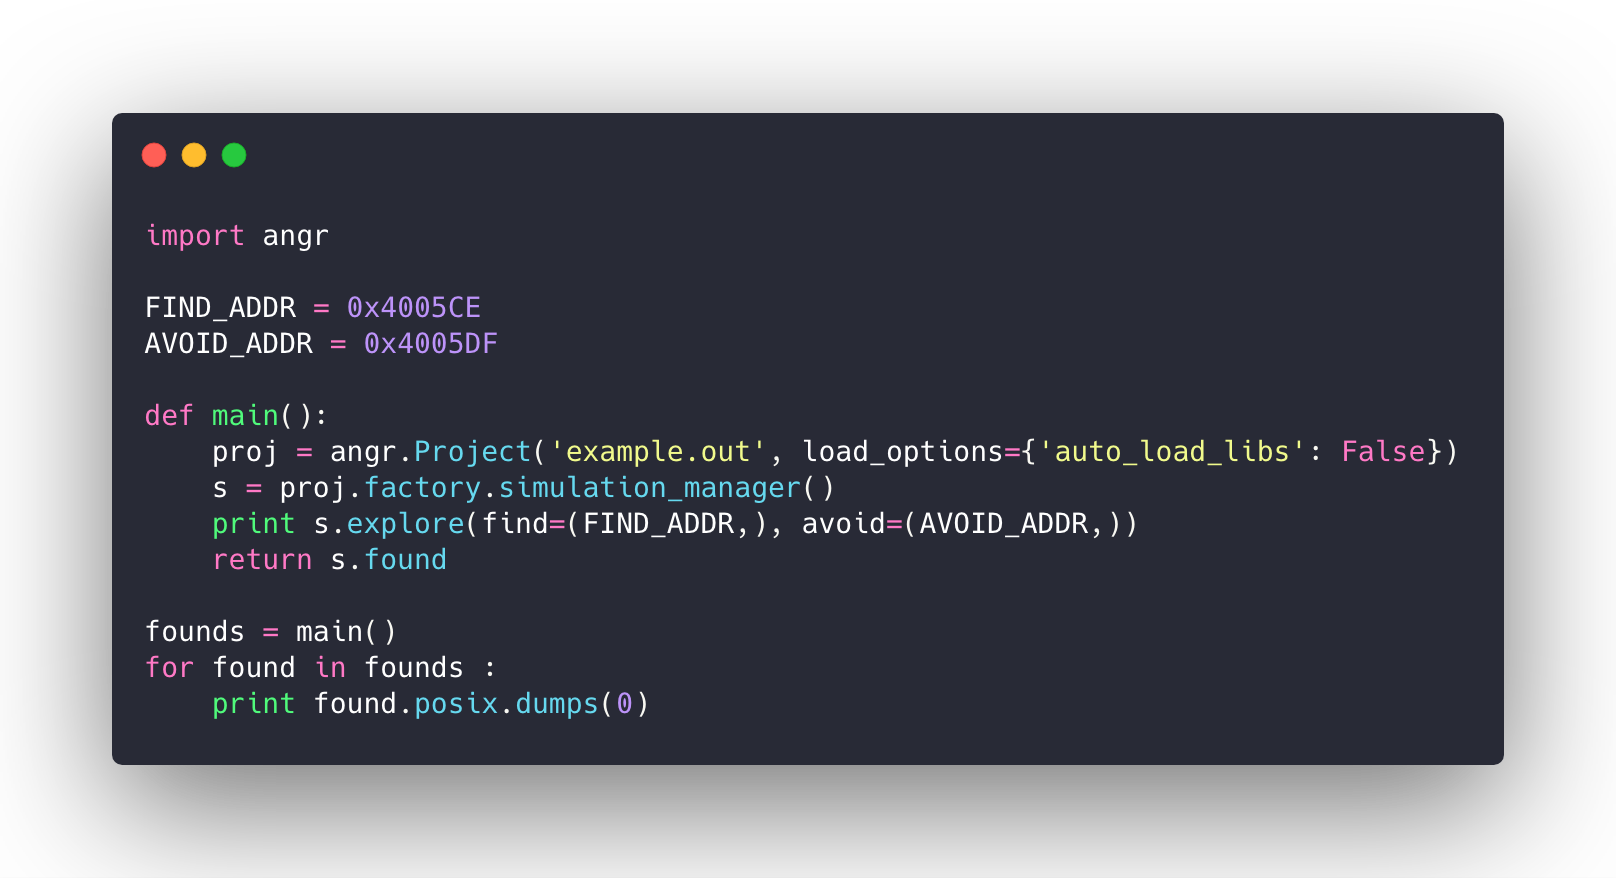 import angr

FIND_ADDR = 0x4005CE
AVOID_ADDR = 0x4005DF

def main():
    proj = angr.Project('example.out', load_options={'auto_load_libs': False})
    s = proj.factory.simulation_manager()
    print s.explore(find=(FIND_ADDR,), avoid=(AVOID_ADDR,))
    return s.found

founds = main()
for found in founds :
    print found.posix.dumps(0)